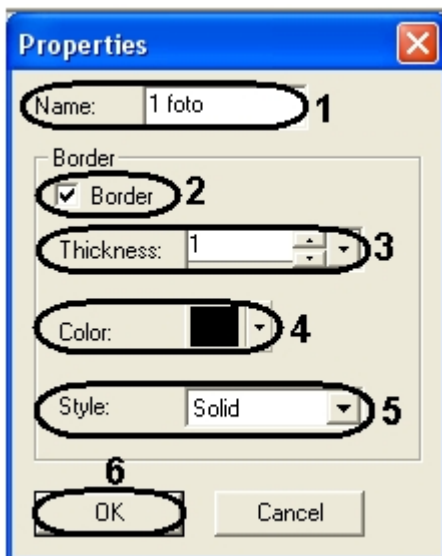 Properties
Name: 1 foto 1
Border
Border 2
Thickness: 1 3
Color: 4
Style: Solid 5
6
OK Cancel